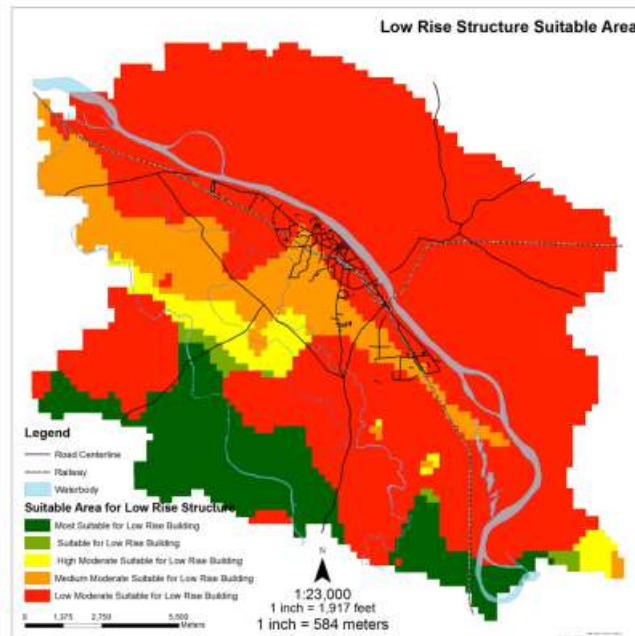 Low Rise Structure Suitable Area
Legend
Road Centerline
Railway
Waterbody
Suitable Area for Low Rise Structure
Most Suitable for Low Rise Building
Suitable for Low Rise Building
High Moderate Suitable for Low Rise Building
Medium Moderate Suitable for Low Rise Building
Low Moderate Suitable for Low Rise Building
0 1,375 2,750 5,500
Meters
N
1:23,000
1 inch = 1,917 feet
1 inch = 584 meters